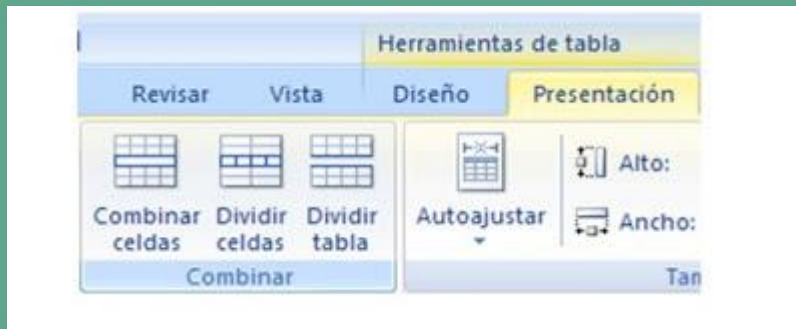 Herramientas de tabla
Revisar Vista Diseño Presentación
Combinar celdas
Dividir celdas
Dividir tabla
Autoajustar
Alto:
Ancho:
Combinar